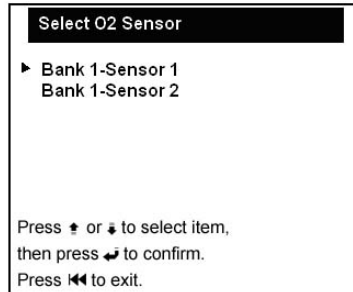 Select O2 Sensor
Bank 1-Sensor 1
Bank 1-Sensor 2
Press ⬆ or ⬇ to select item,
then press ↵ to confirm.
Press ⏮ to exit.